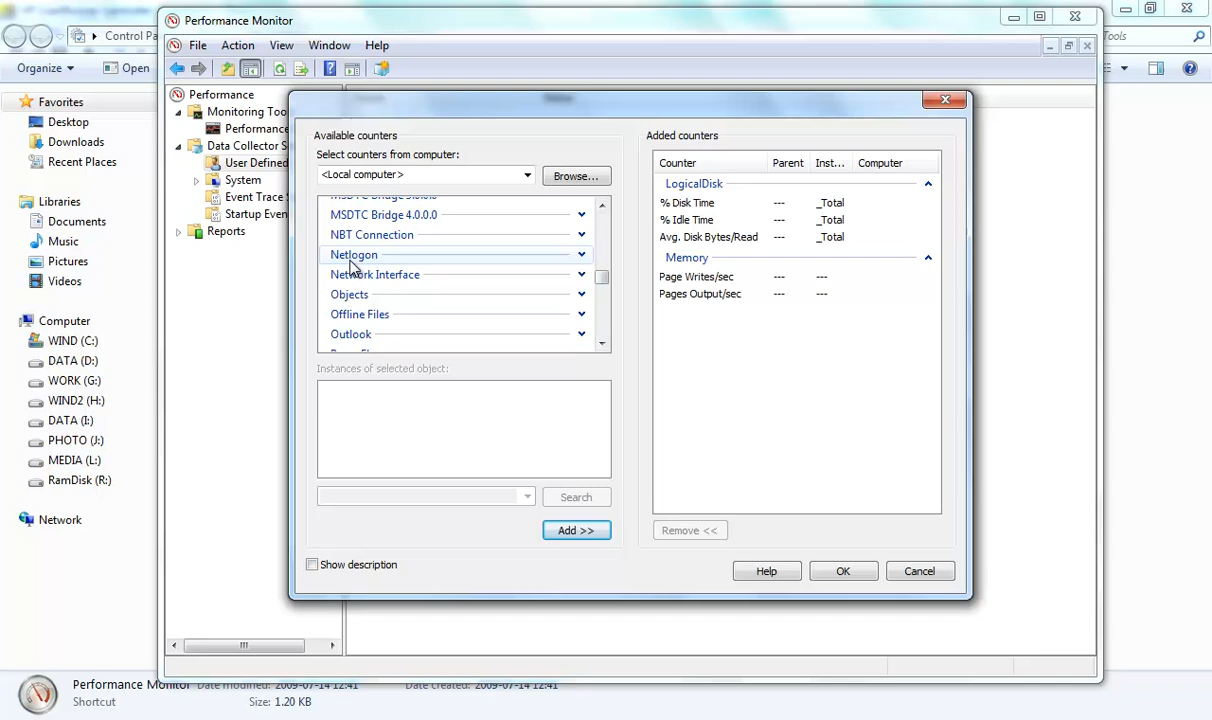 Performance Monitor
File Action View Window Help
Control Pa
Tools
Organize Open
Favorites
Desktop
Downloads
Recent Places
Libraries
Documents
Music
Pictures
Videos
Computer
WIND (C:)
DATA (D:)
WORK (G:)
WIND2 (H:)
DATA (I:)
PHOTO (J:)
MEDIA (L:)
RamDisk (R:)
Network
Performance
Monitoring Too
Performance
Data Collector S
User Defined
System
Event Trace S
Startup Even
Reports
Available counters
Select counters from computer:
<Local computer>
Browse...
MSDTC Bridge 4.0.0.0
NBT Connection
Netlogon
Network Interface
Objects
Offline Files
Outlook
Instances of selected object:
Search
Add >>
Show description
Added counters
Counter Parent Inst... Computer
LogicalDisk
% Disk Time --- _Total
% Idle Time --- _Total
Avg. Disk Bytes/Read --- _Total
Memory
Page Writes/sec --- ---
Pages Output/sec --- ---
Remove <<
Help OK Cancel
Performance Monitor Date modified: 2009-07-14 12:41 Date created: 2009-07-14 12:41
Shortcut Size: 1.20 KB